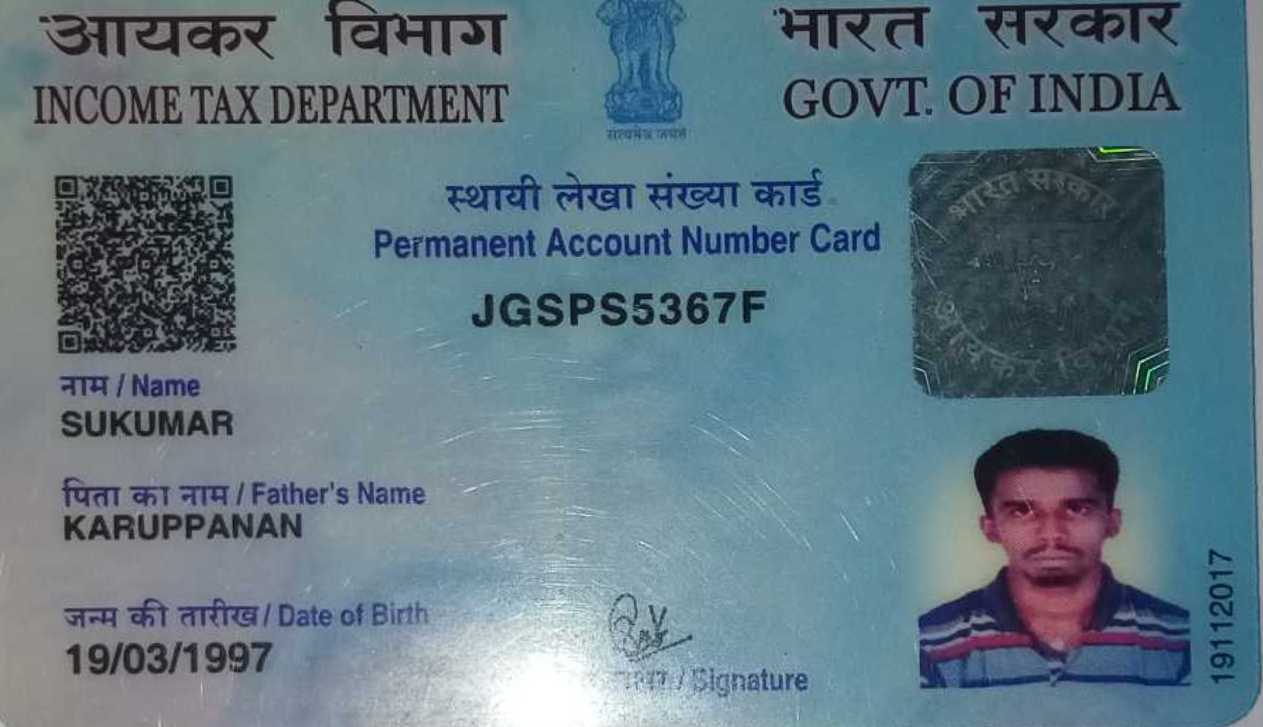 आयकर विभाग
INCOME TAX DEPARTMENT
भारत सरकार
GOVT. OF INDIA
सत्यमेव जयते
स्थायी लेखा संख्या कार्ड
Permanent Account Number Card
JGSPS5367F
भारत सरकार
आयकर विभाग
नाम / Name
SUKUMAR
पिता का नाम / Father's Name
KARUPPANAN
जन्म की तारीख / Date of Birth
19/03/1997
/ Signature
19112017